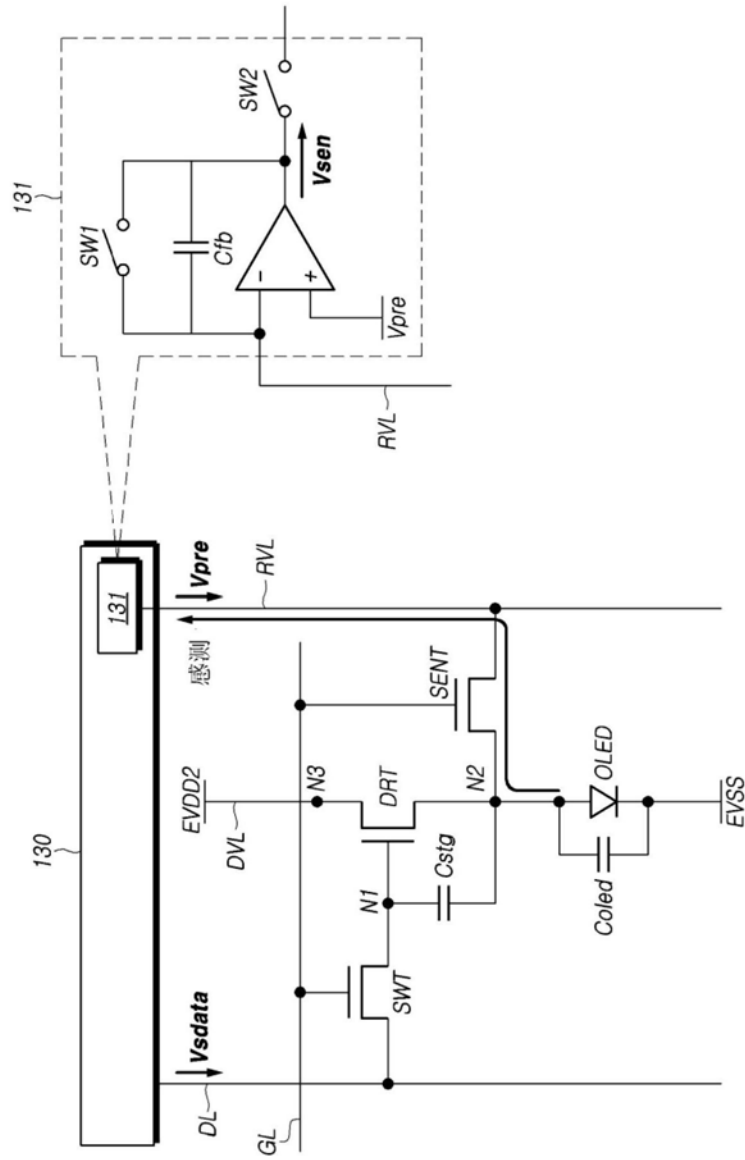 130
131
DL
Vsdata
EVDD2
DVL
感测
Vpre
RVL
GL
N3
SWT
N1
DRT
SENT
Cstg
N2
Coled
OLED
EVSS
131
SW1
Cfb
SW2
Vsen
-
+
Vpre
RVL